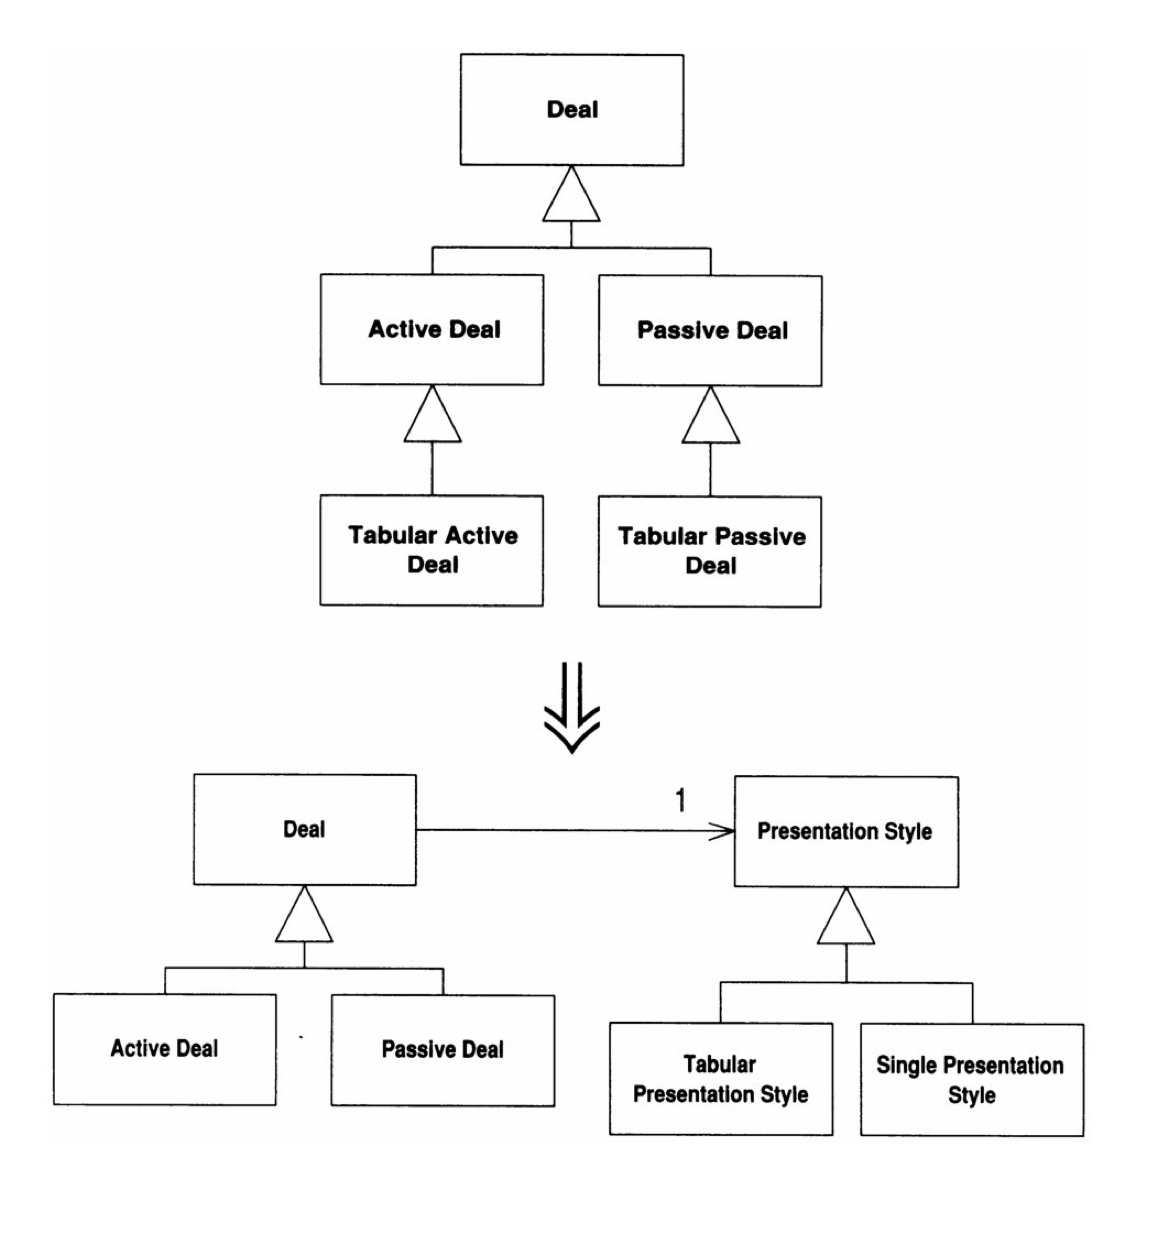 Deal
Active Deal
Passive Deal
Tabular Active
Deal
Tabular Passive
Deal
1
Deal
Presentation Style
Active Deal
Passive Deal
Tabular
Presentation Style
Single Presentation
Style